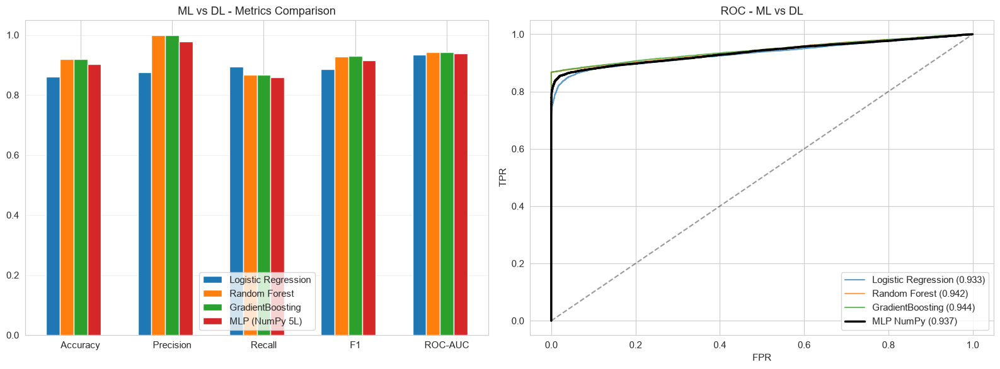 ML vs DL - Metrics Comparison
1.0
0.8
0.6
0.4
0.2
0.0
Accuracy
Precision
Recall
F1
ROC-AUC
Logistic Regression
Random Forest
GradientBoosting
MLP (NumPy 5L)
ROC - ML vs DL
TPR
1.0
0.8
0.6
0.4
0.2
0.0
0.0
0.2
0.4
0.6
0.8
1.0
FPR
Logistic Regression (0.933)
Random Forest (0.942)
GradientBoosting (0.944)
MLP NumPy (0.937)